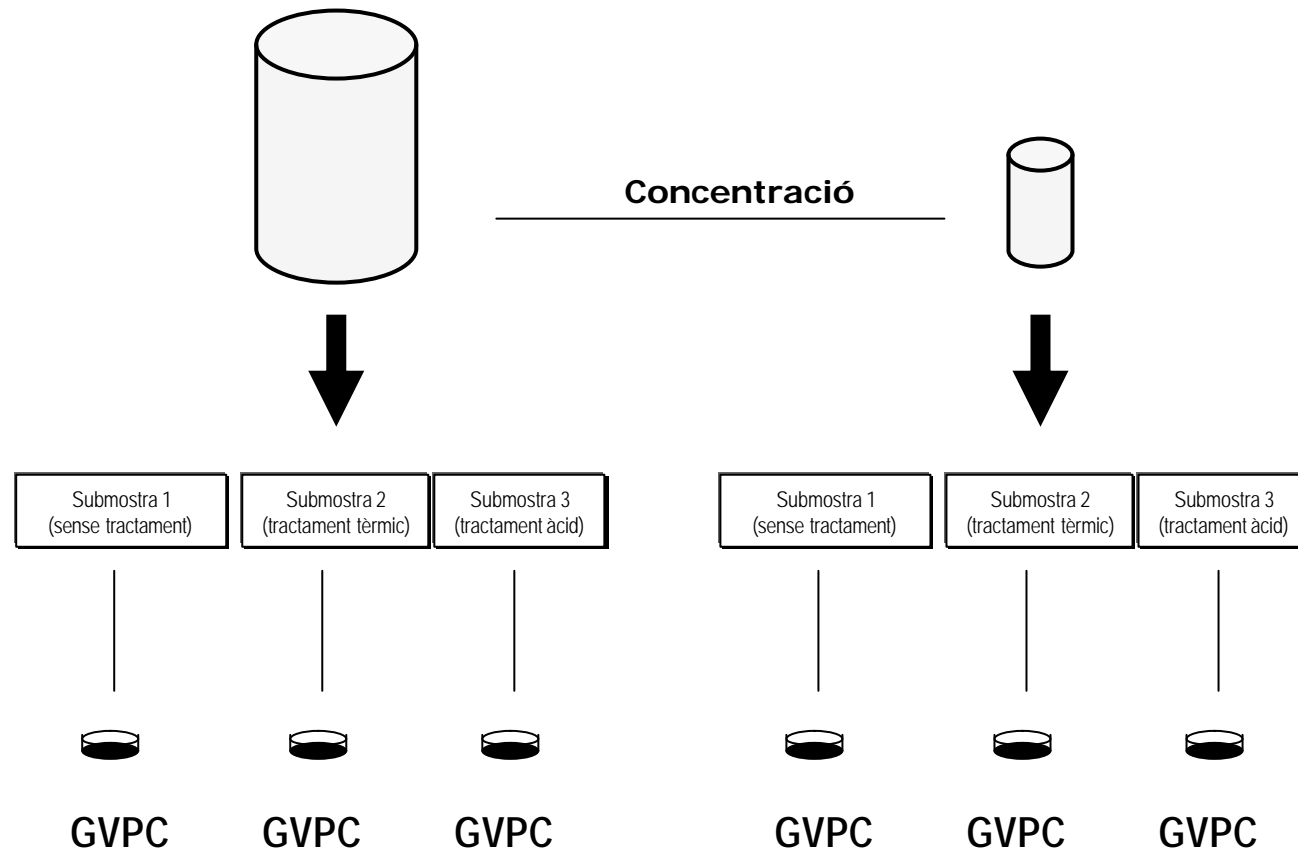 Concentració
Submostra 1
(sense tractament)
Submostra 2
(tractament tèrmic)
Submostra 3
(tractament àcid)
Submostra 1
(sense tractament)
Submostra 2
(tractament tèrmic)
Submostra 3
(tractament àcid)
GVPC GVPC GVPC GVPC GVPC GVPC